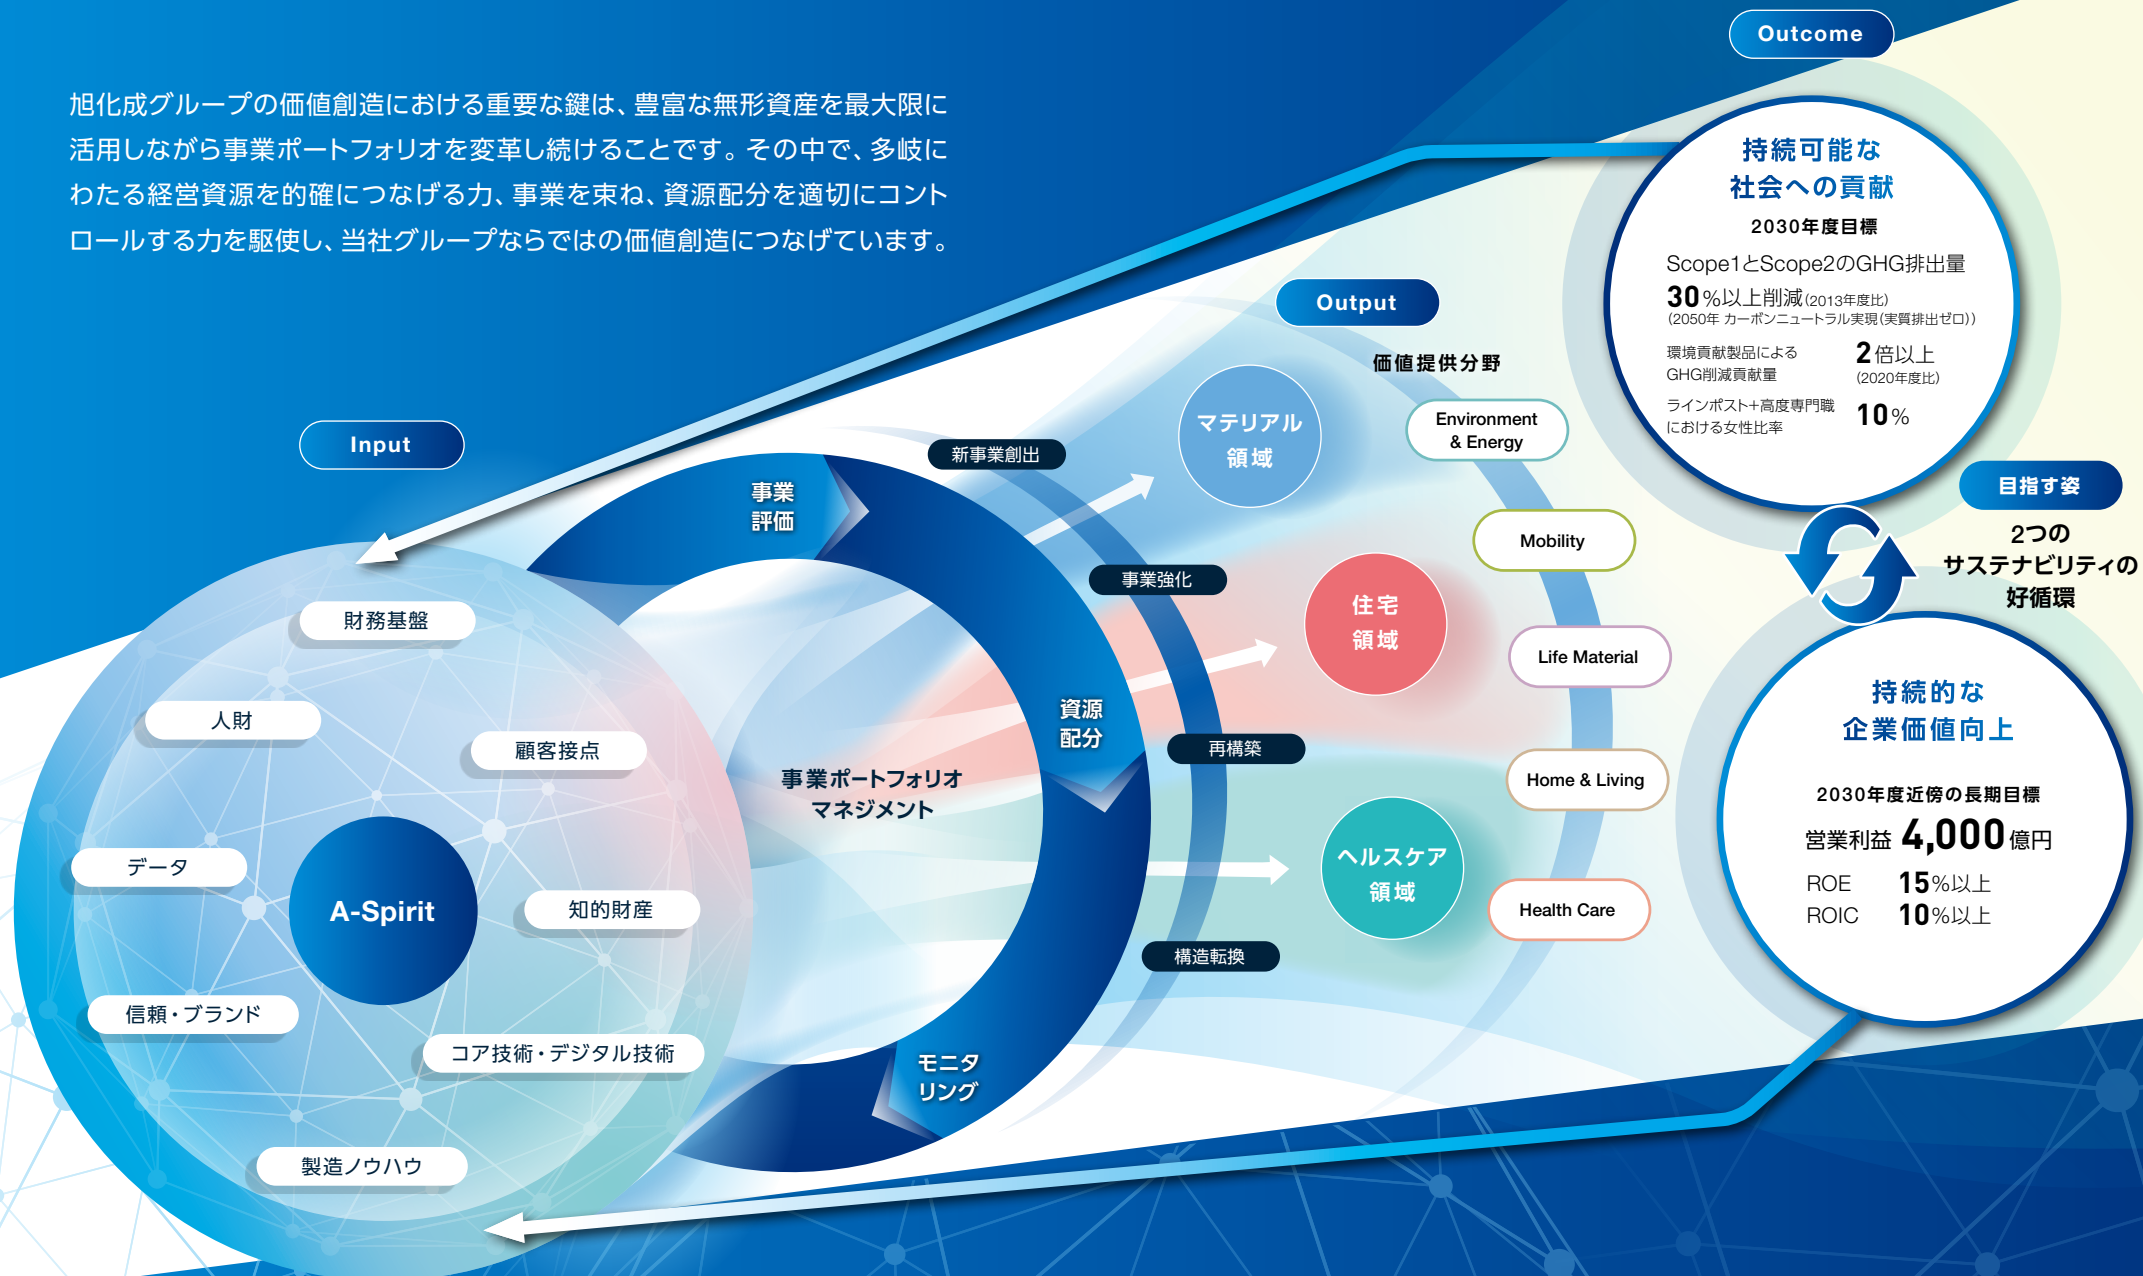 旭化成グループの価値創造における重要な鍵は、豊富な無形資産を最大限に
活用しながら事業ポートフォリオを変革し続けることです。その中で、多岐に
わたる経営資源を的確につなげる力、事業を束ね、資源配分を適切にコント
ロールする力を駆使し、当社グループならではの価値創造につなげています。
Input
財務基盤
人財
顧客接点
データ
A-Spirit
知的財産
信頼・ブランド
コア技術・デジタル技術
製造ノウハウ
事業
評価
資源
配分
モニタ
リング
事業ポートフォリオ
マネジメント
新事業創出
事業強化
再構築
構造転換
Output
価値提供分野
マテリアル
領域
住宅
領域
ヘルスケア
領域
Environment
& Energy
Mobility
Life Material
Home & Living
Health Care
Outcome
持続可能な
社会への貢献
2030年度目標
Scope1とScope2のGHG排出量
30%以上削減(2013年度比)
(2050年 カーボンニュートラル実現(実質排出ゼロ))
環境貢献製品による
GHG削減貢献量
2倍以上
(2020年度比)
ラインポスト+高度専門職
における女性比率
10%
目指す姿
2つの
サステナビリティの
好循環
持続的な
企業価値向上
2030年度近傍の長期目標
営業利益 4,000億円
ROE 15%以上
ROIC 10%以上